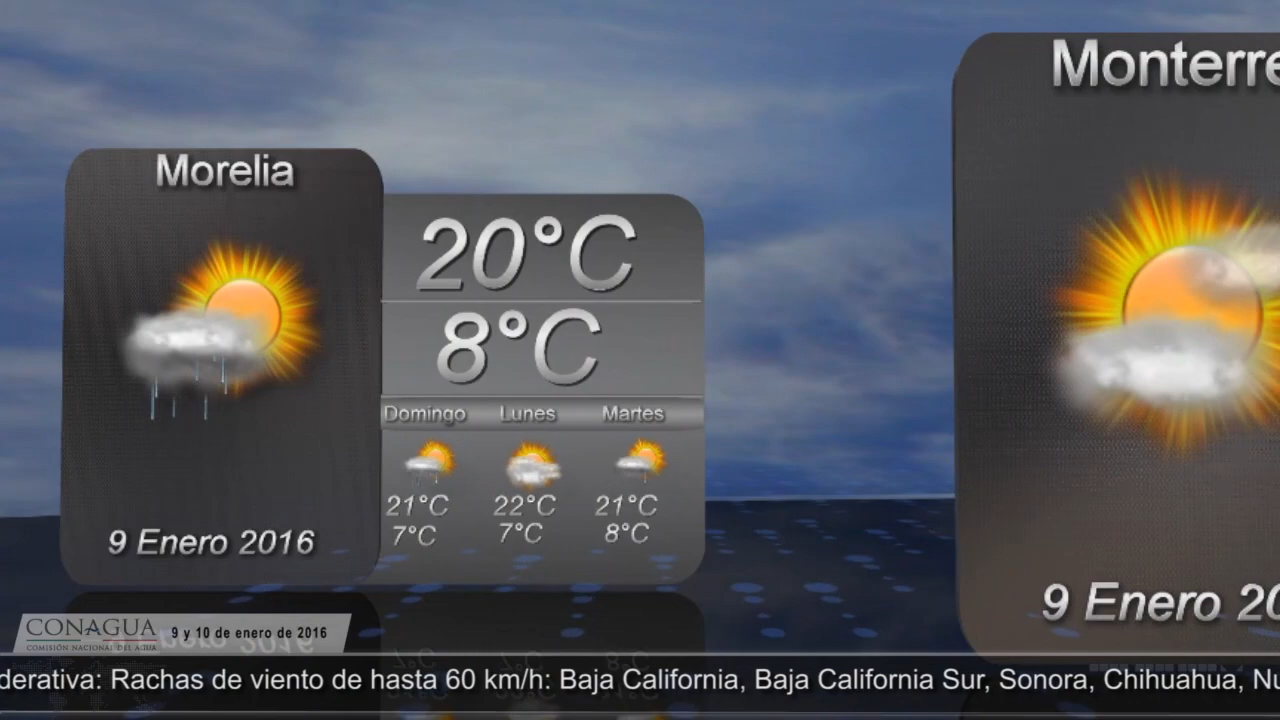 Morelia
20°C
8°C
Domingo Lunes Martes
21°C 22°C 21°C
7°C 7°C 8°C
9 Enero 2016
Monterre
9 Enero 20
CONAGUA
COMISIÓN NACIONAL DEL AGUA
9 y 10 de enero de 2016
derativa: Rachas de viento de hasta 60 km/h: Baja California, Baja California Sur, Sonora, Chihuahua, Nu